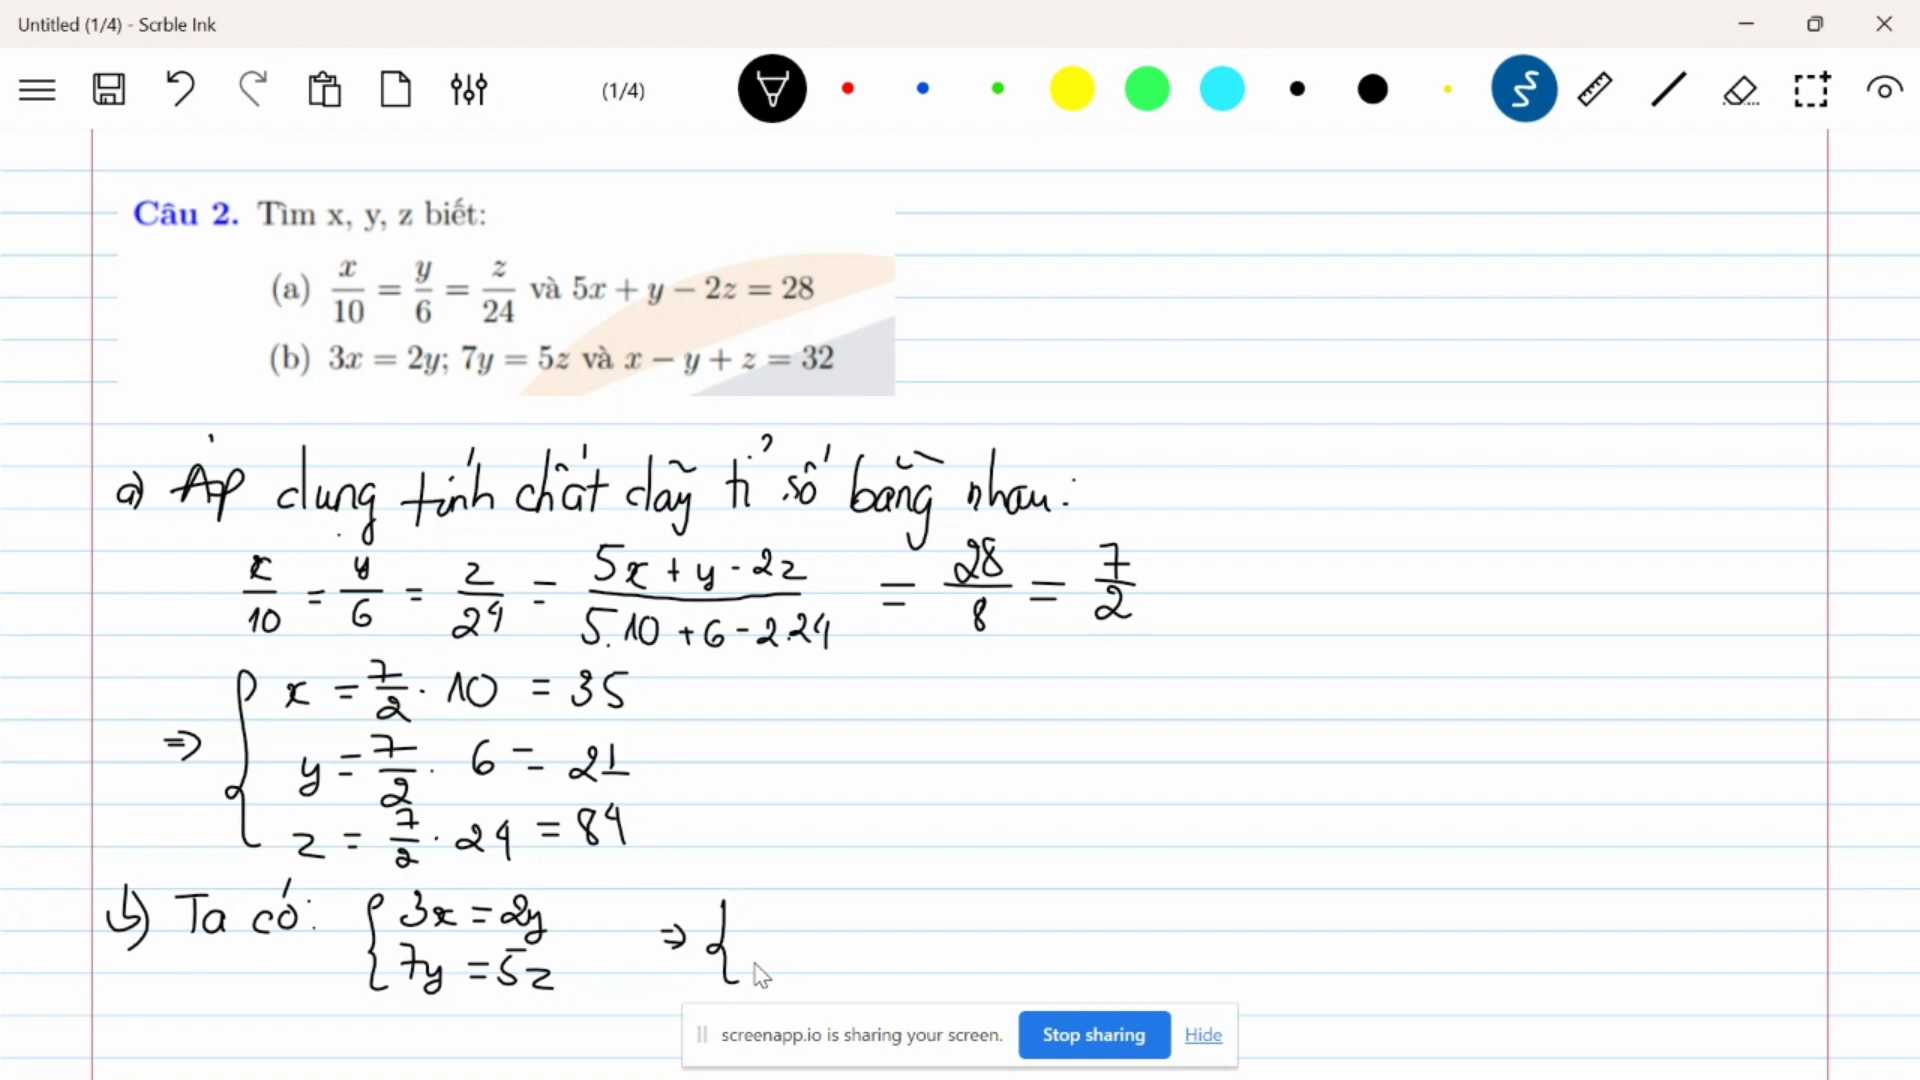 Untitled (1/4) - Scrble Ink
(1/4)
Câu 2. Tìm x, y, z biết:
(a) x/10 = y/6 = z/24 và 5x + y − 2z = 28
(b) 3x = 2y; 7y = 5z và x − y + z = 32
a) Áp dụng tính chất dãy tỉ số bằng nhau:
x/10 = y/6 = z/24 = (5x + y - 2z)/(5.10 + 6 - 2.24) = 28/8 = 7/2
⇒ { x = 7/2 . 10 = 35
y = 7/2 . 6 = 21
z = 7/2 . 24 = 84
b) Ta có: { 3x = 2y ⇒ {
7y = 5z
screenapp.io is sharing your screen. Stop sharing Hide